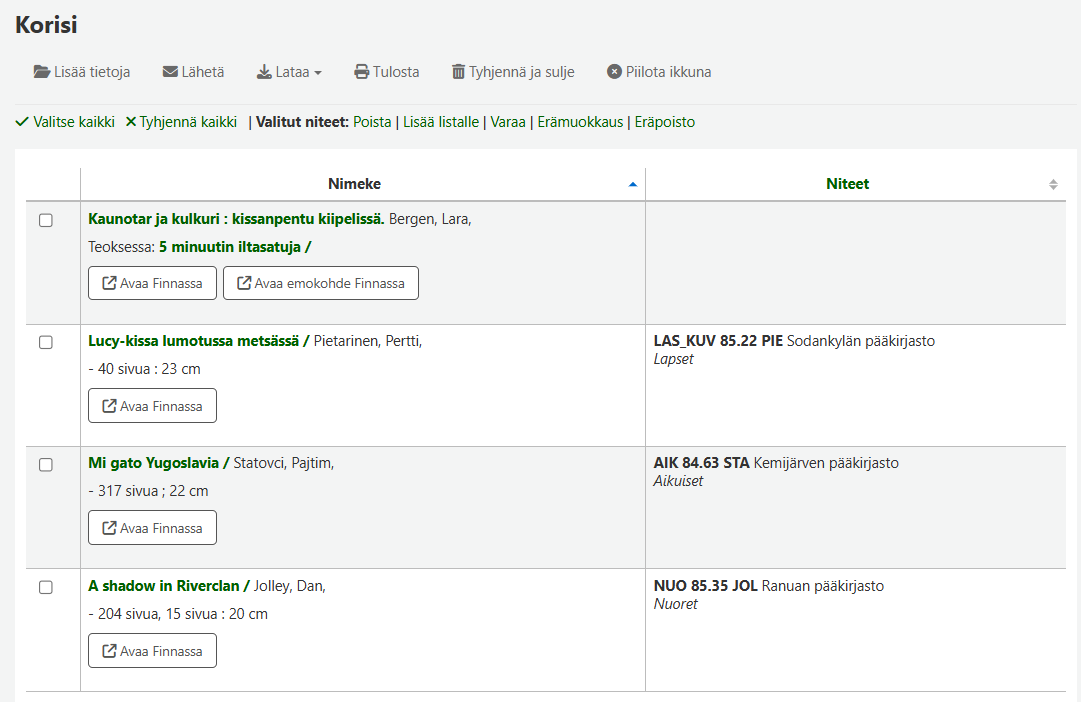 Korisi
Lisää tietoja Lähetä Lataa Tulosta Tyhjennä ja sulje Piilota ikkuna
Valitse kaikki Tyhjennä kaikki | Valitut niteet: Poista | Lisää listalle | Varaa | Erämuokkaus | Eräpoisto
Nimeke Niteet
Kaunotar ja kulkuri : kissanpentu kiipelissä. Bergen, Lara,
Teoksessa: 5 minuutin iltasatuja /
Avaa Finnassa Avaa emokohde Finnassa
Lucy-kissa lumotussa metsässä / Pietarinen, Pertti,
- 40 sivua : 23 cm
Avaa Finnassa
LAS_KUV 85.22 PIE Sodankylän pääkirjasto
Lapset
Mi gato Yugoslavia / Statovci, Pajtim,
- 317 sivua ; 22 cm
Avaa Finnassa
AIK 84.63 STA Kemijärven pääkirjasto
Aikuiset
A shadow in Riverclan / Jolley, Dan,
- 204 sivua, 15 sivua : 20 cm
Avaa Finnassa
NUO 85.35 JOL Ranuan pääkirjasto
Nuoret